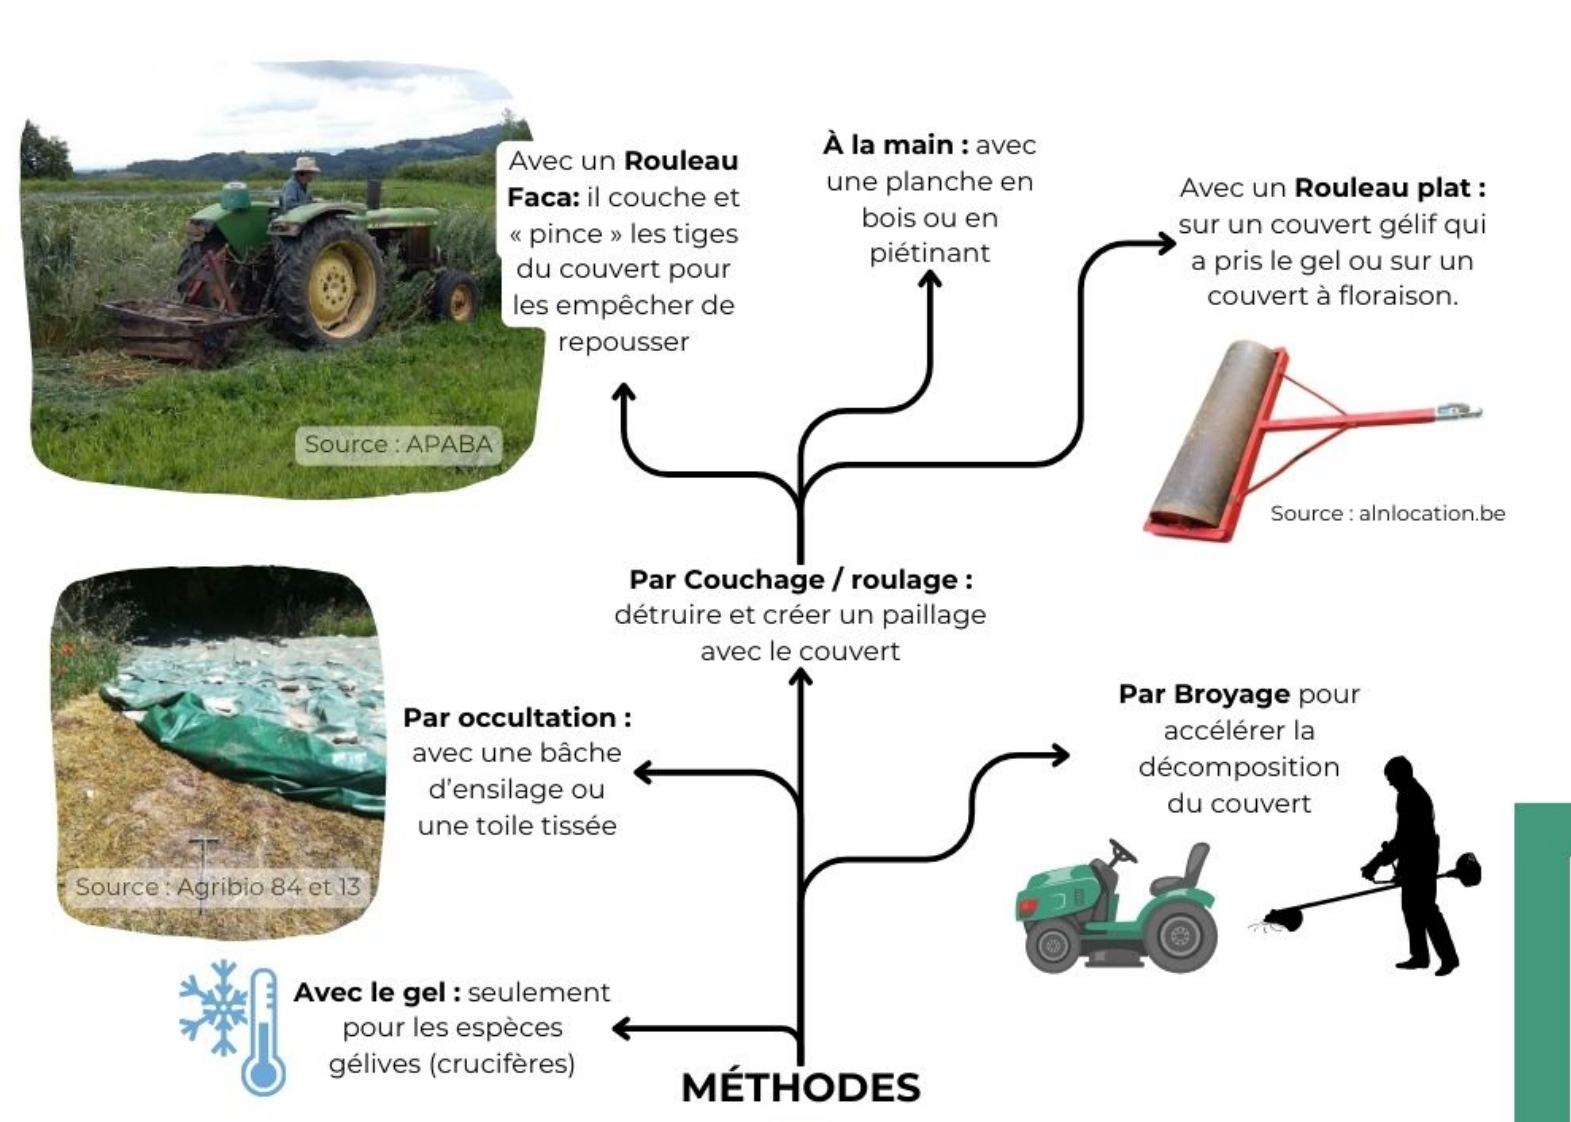 Avec un Rouleau
Faca: il couche et
« pince » les tiges
du couvert pour
les empêcher de
repousser
Source : APABA
À la main : avec
une planche en
bois ou en
piétinant
Avec un Rouleau plat :
sur un couvert gélif qui
a pris le gel ou sur un
couvert à floraison.
Source : alnlocation.be
Par Couchage / roulage :
détruire et créer un paillage
avec le couvert
Par occultation :
avec une bâche
d'ensilage ou
une toile tissée
Source : Agribio 84 et 13
Par Broyage pour
accélérer la
décomposition
du couvert
Avec le gel : seulement
pour les espèces
gélives (crucifères)
MÉTHODES